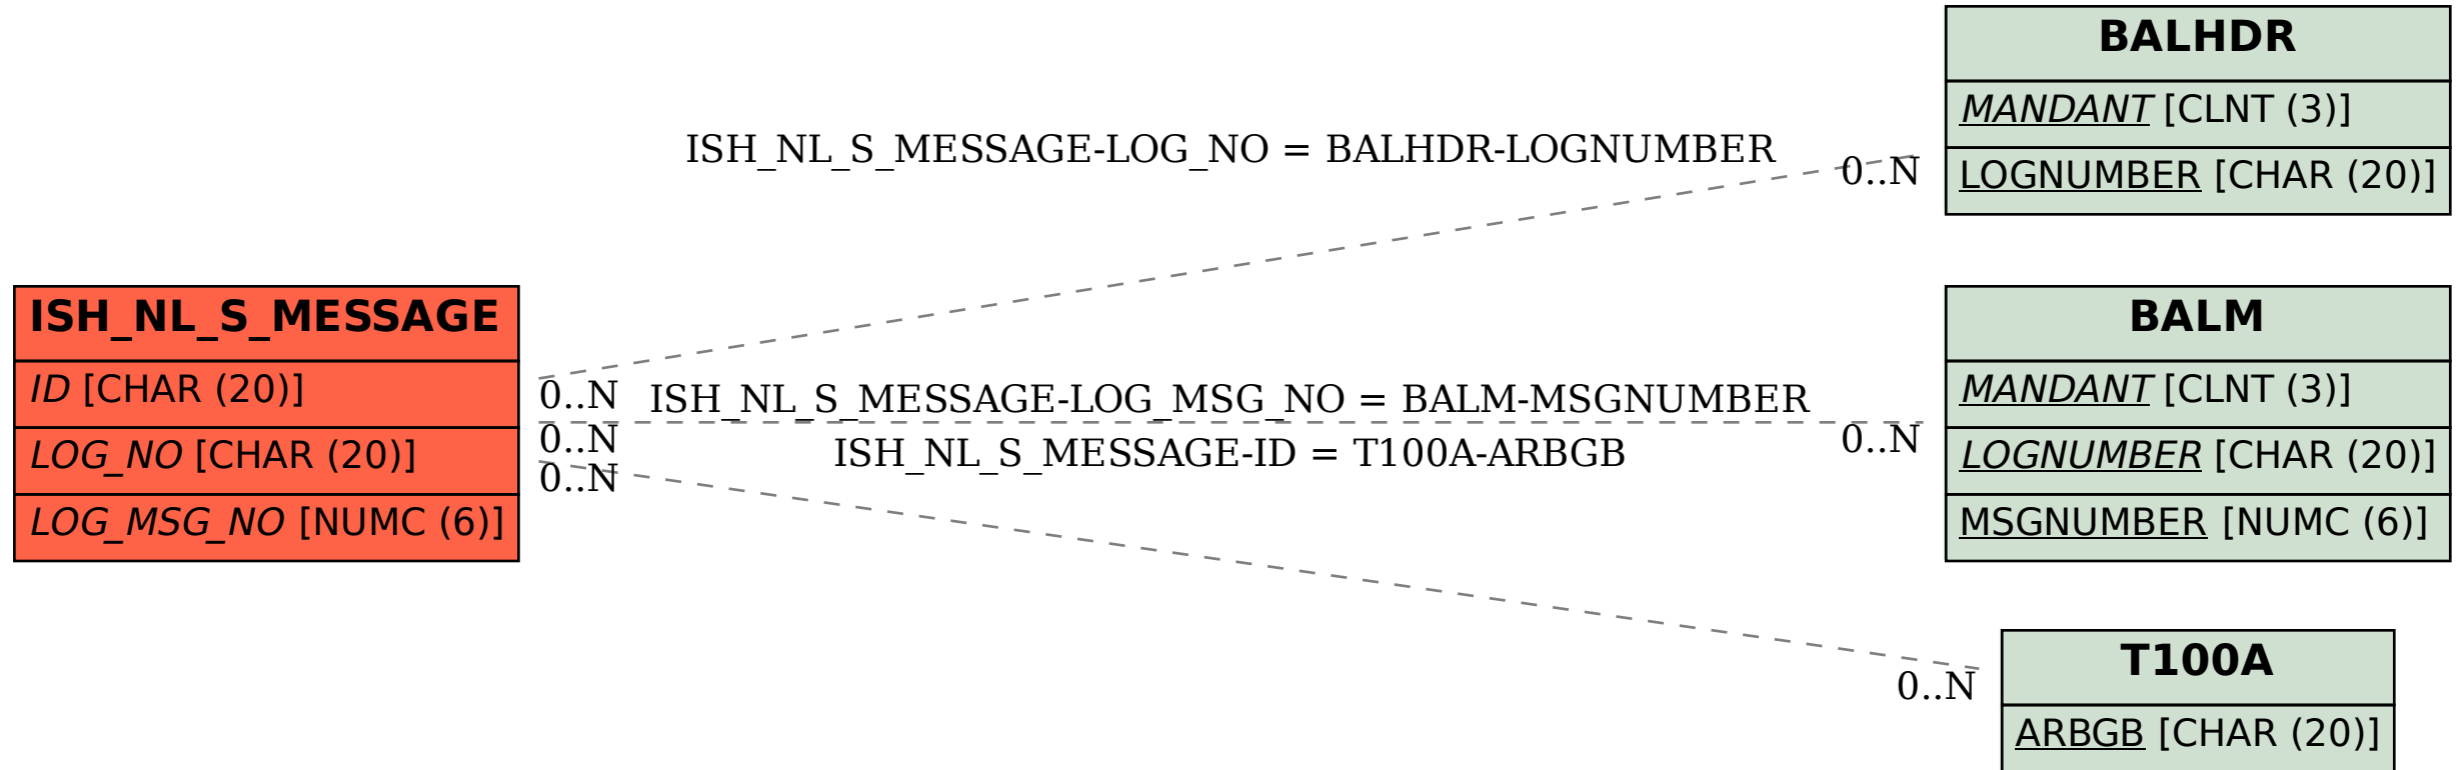 BALHDR
MANDANT [CLNT (3)]
LOGNUMBER [CHAR (20)]
ISH_NL_S_MESSAGE-LOG_NO = BALHDR-LOGNUMBER
0..N
ISH_NL_S_MESSAGE
ID [CHAR (20)]
LOG_NO [CHAR (20)]
LOG_MSG_NO [NUMC (6)]
0..N
ISH_NL_S_MESSAGE-LOG_MSG_NO = BALM-MSGNUMBER
0..N
0..N
ISH_NL_S_MESSAGE-ID = T100A-ARBGB
0..N
BALM
MANDANT [CLNT (3)]
LOGNUMBER [CHAR (20)]
MSGNUMBER [NUMC (6)]
0..N
T100A
ARBGB [CHAR (20)]